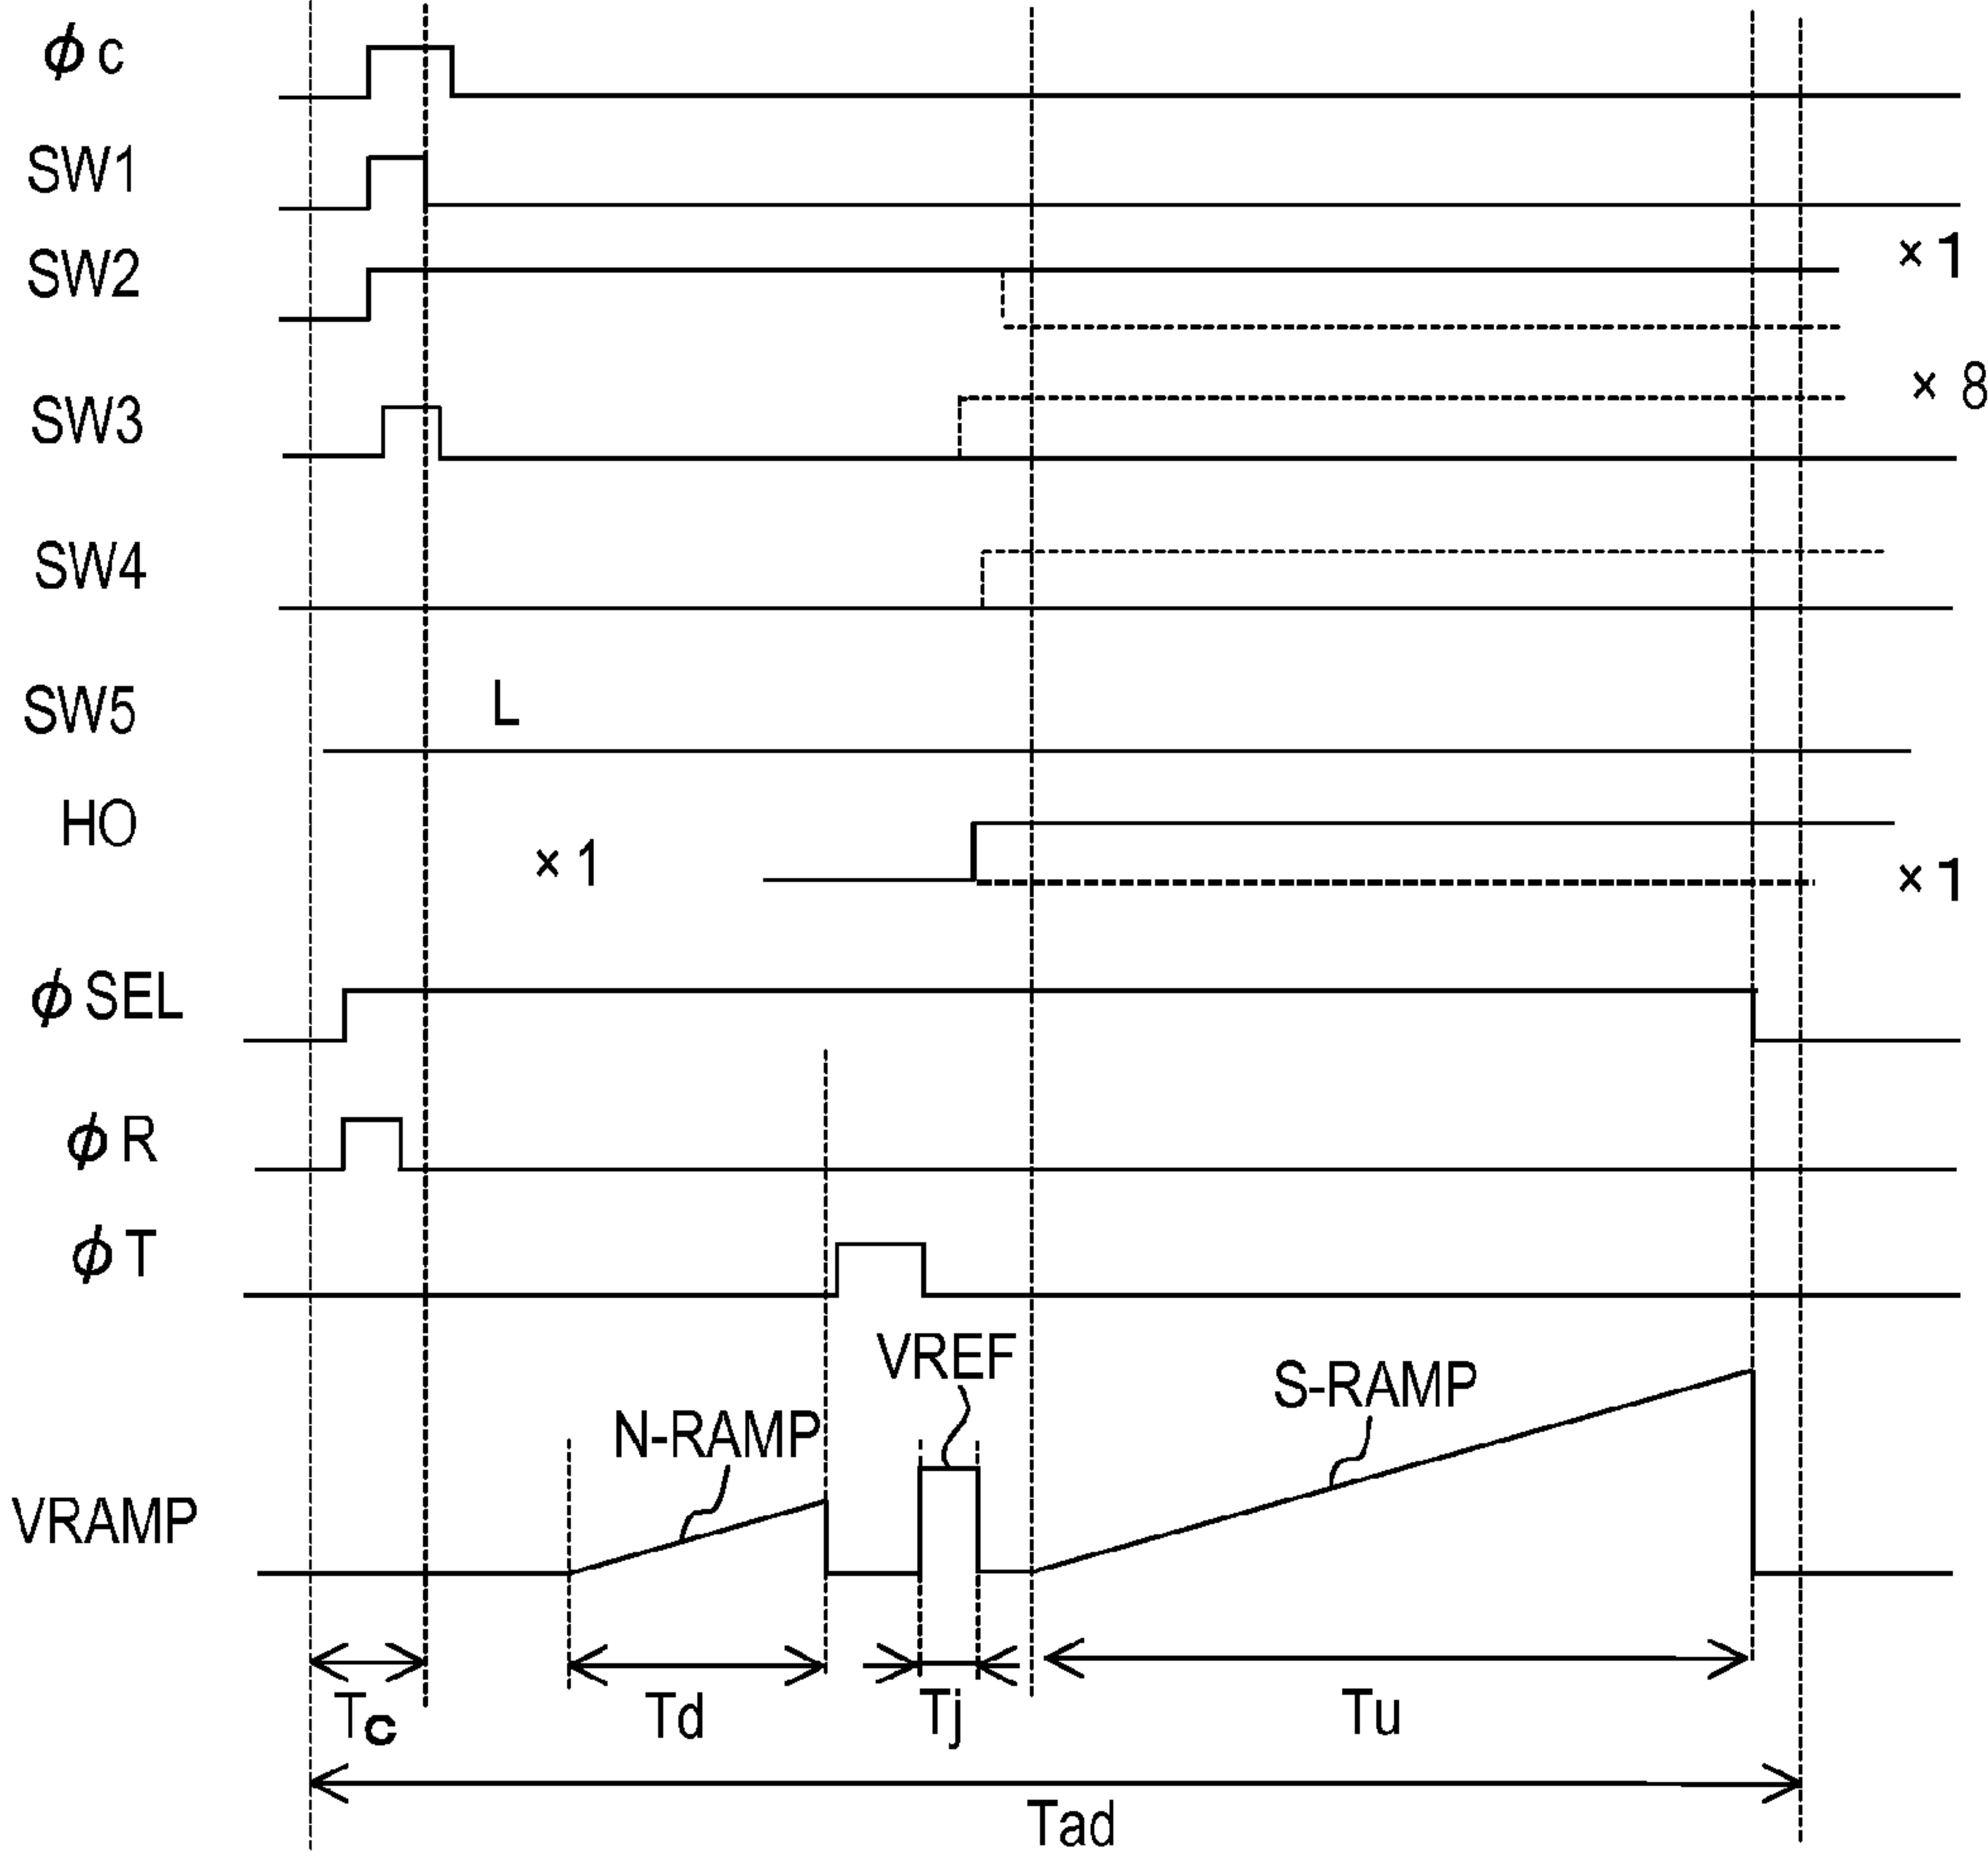 ϕc
SW1
SW2
×1
SW3
×8
SW4
SW5
L
HO
×1
×1
ϕSEL
ϕR
ϕT
VREF
S-RAMP
N-RAMP
VRAMP
Tc
Td
Tj
Tu
Tad